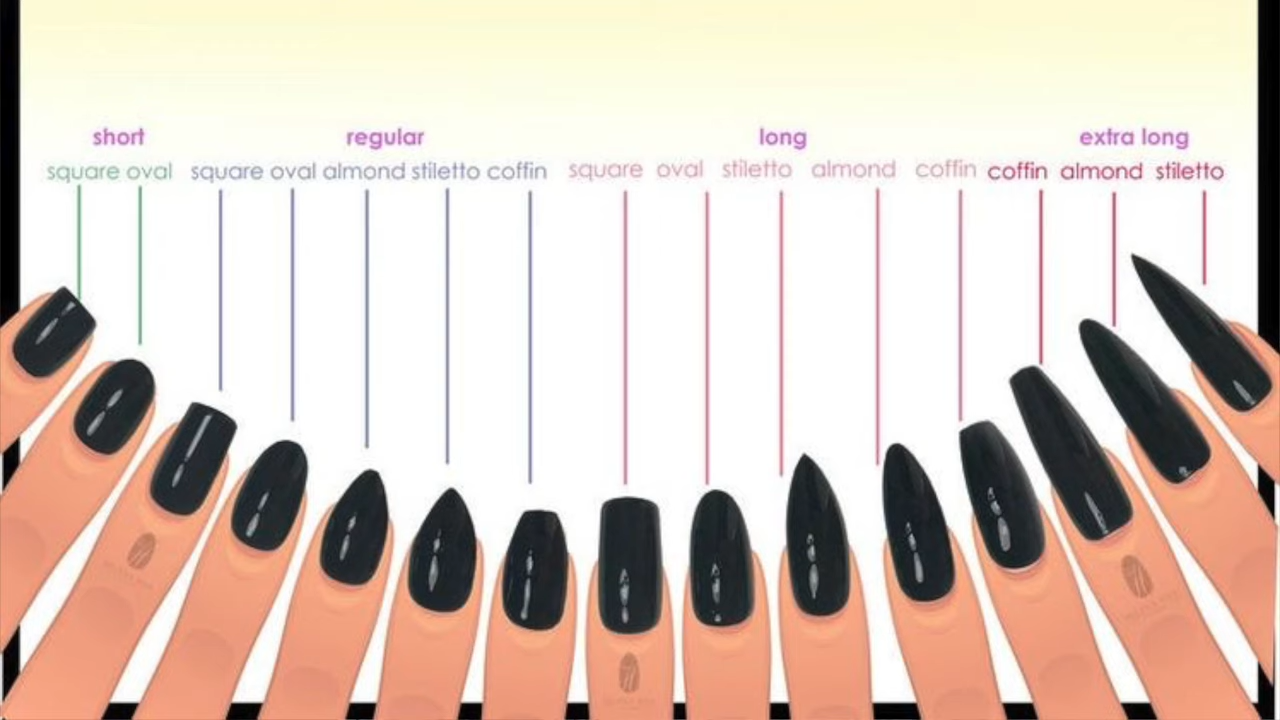 short regular long extra long
square oval square oval almond stiletto coffin square oval stiletto almond coffin coffin almond stiletto